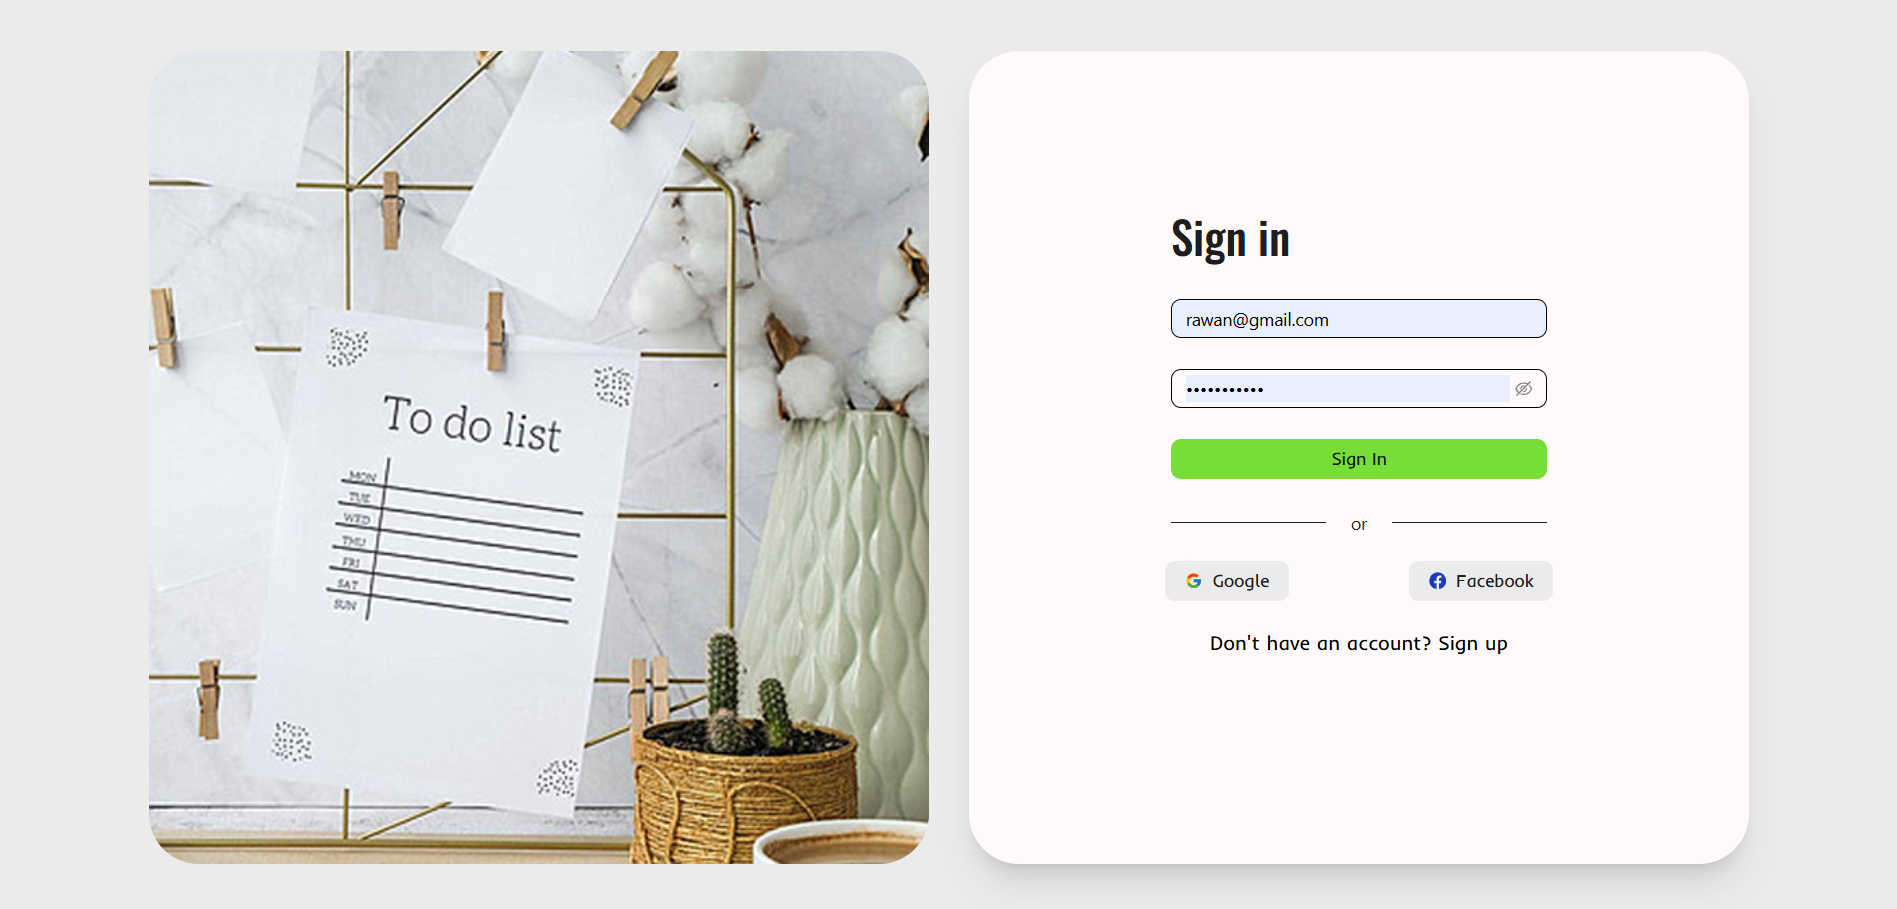 To do list
MON
TUE
WED
THU
FRI
SAT
SUN
Sign in
rawan@gmail.com
•••••••••••
Sign In
or
Google
Facebook
Don't have an account? Sign up